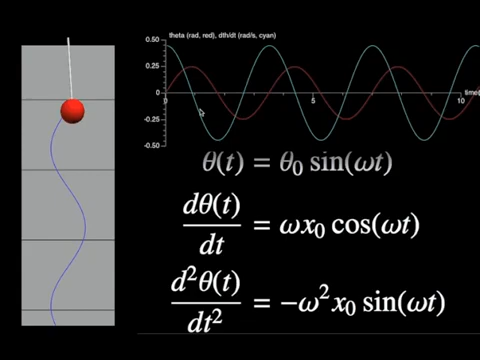 theta (rad, red), dth/dt (rad/s, cyan)
0.50
0.25
0
-0.25
-0.50
0 5 10
time(
θ(t) = θ₀ sin(ωt)
dθ(t)/dt = ωx₀ cos(ωt)
d²θ(t)/dt² = −ω²x₀ sin(ωt)